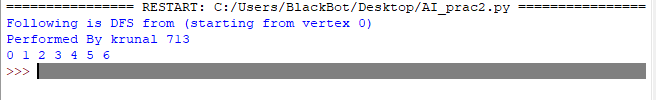 ================ RESTART: C:/Users/BlackBot/Desktop/AI_prac2.py ================
Following is DFS from (starting from vertex 0)
Performed By krunal 713
0 1 2 3 4 5 6
>>>